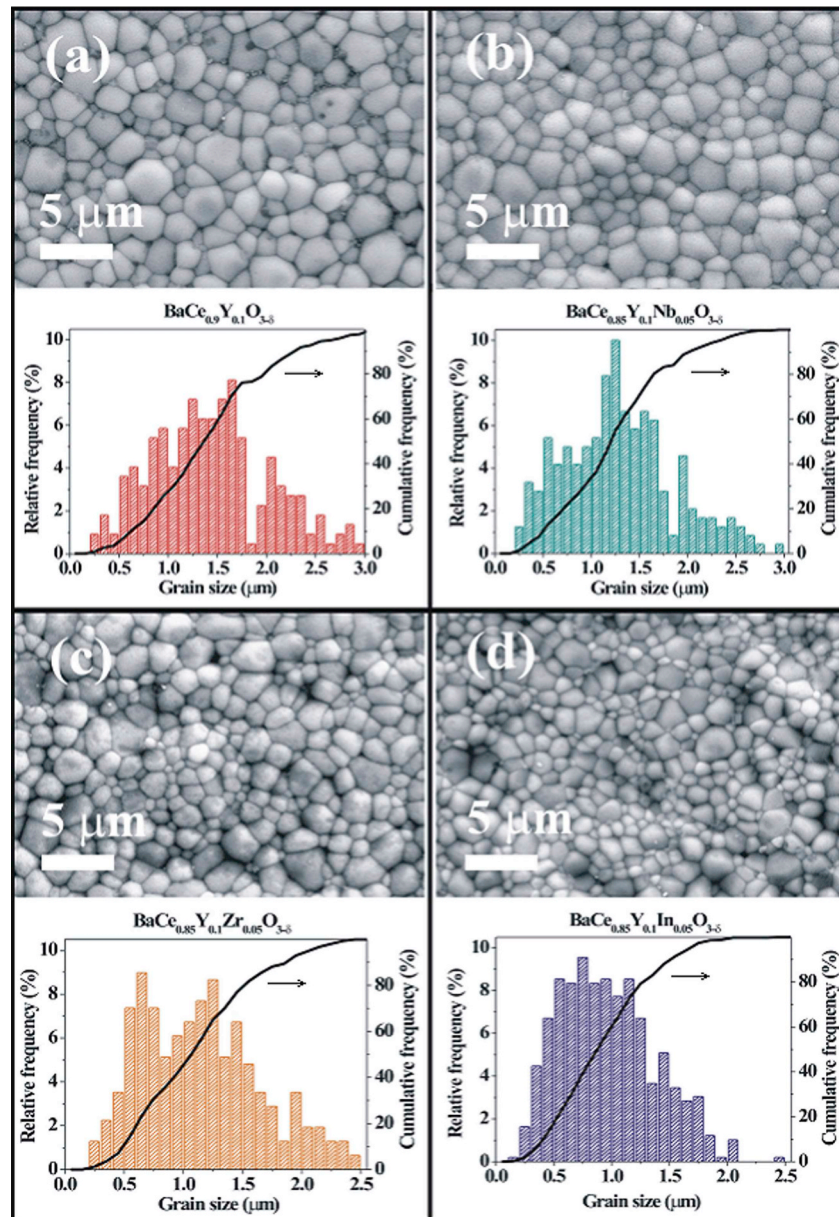 (a)
5 μm
BaCe₀.₉Y₀.₁O₃₋δ
Relative frequency (%)
10
8
6
4
2
0
80
60
40
20
0
Cumulative frequency (%)
0.0 0.5 1.0 1.5 2.0 2.5 3.0
Grain size (μm)
(b)
5 μm
BaCe₀.₈₅Y₀.₁Nb₀.₀₅O₃₋δ
Relative frequency (%)
10
8
6
4
2
0
80
60
40
20
0
Cumulative frequency (%)
0.0 0.5 1.0 1.5 2.0 2.5 3.0
Grain size (μm)
(c)
5 μm
BaCe₀.₈₅Y₀.₁Zr₀.₀₅O₃₋δ
Relative frequency (%)
10
8
6
4
2
0
80
60
40
20
0
Cumulative frequency (%)
0.0 0.5 1.0 1.5 2.0 2.5
Grain size (μm)
(d)
5 μm
BaCe₀.₈₅Y₀.₁In₀.₀₅O₃₋δ
Relative frequency (%)
10
8
6
4
2
0
80
60
40
20
0
Cumulative frequency (%)
0.0 0.5 1.0 1.5 2.0 2.5
Grain size (μm)